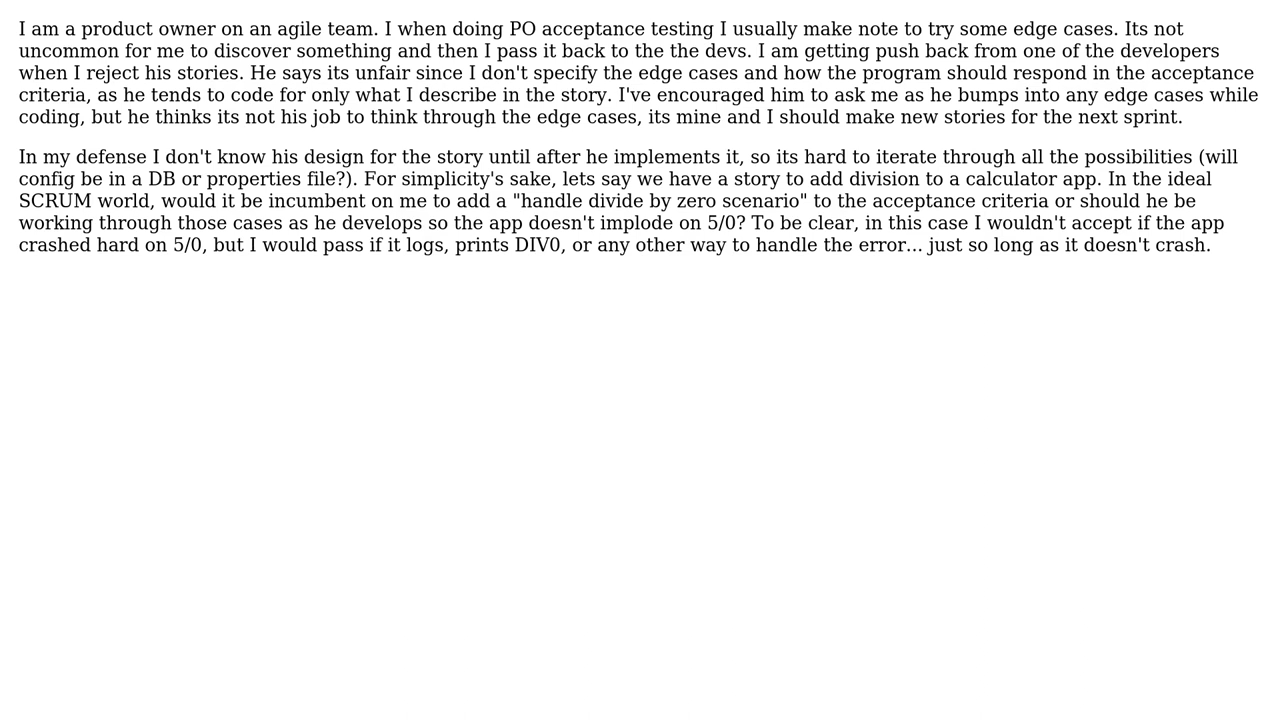 I am a product owner on an agile team. I when doing PO acceptance testing I usually make note to try some edge cases. Its not
uncommon for me to discover something and then I pass it back to the the devs. I am getting push back from one of the developers
when I reject his stories. He says its unfair since I don't specify the edge cases and how the program should respond in the acceptance
criteria, as he tends to code for only what I describe in the story. I've encouraged him to ask me as he bumps into any edge cases while
coding, but he thinks its not his job to think through the edge cases, its mine and I should make new stories for the next sprint.
In my defense I don't know his design for the story until after he implements it, so its hard to iterate through all the possibilities (will
config be in a DB or properties file?). For simplicity's sake, lets say we have a story to add division to a calculator app. In the ideal
SCRUM world, would it be incumbent on me to add a "handle divide by zero scenario" to the acceptance criteria or should he be
working through those cases as he develops so the app doesn't implode on 5/0? To be clear, in this case I wouldn't accept if the app
crashed hard on 5/0, but I would pass if it logs, prints DIV0, or any other way to handle the error... just so long as it doesn't crash.